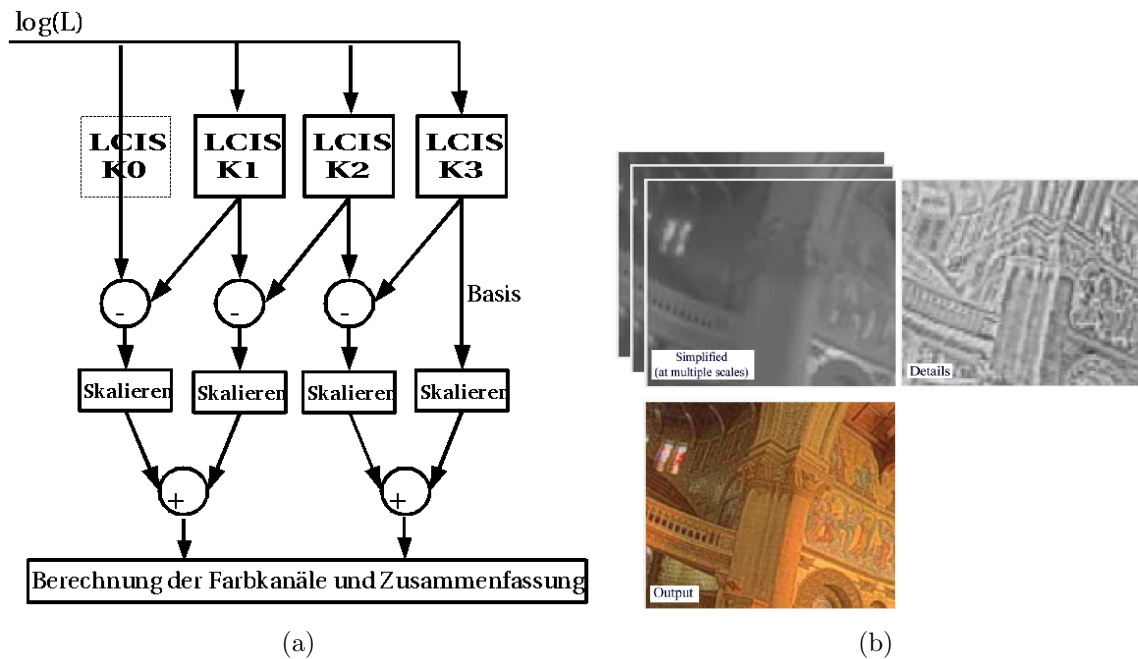 log(L)
LCIS K0
LCIS K1
LCIS K2
LCIS K3
-
-
-
Basis
Skalieren
Skalieren
Skalieren
Skalieren
+
+
Berechnung der Farbkanäle und Zusammenfassung
(a)
Simplified
(at multiple scales)
Details
Output
(b)